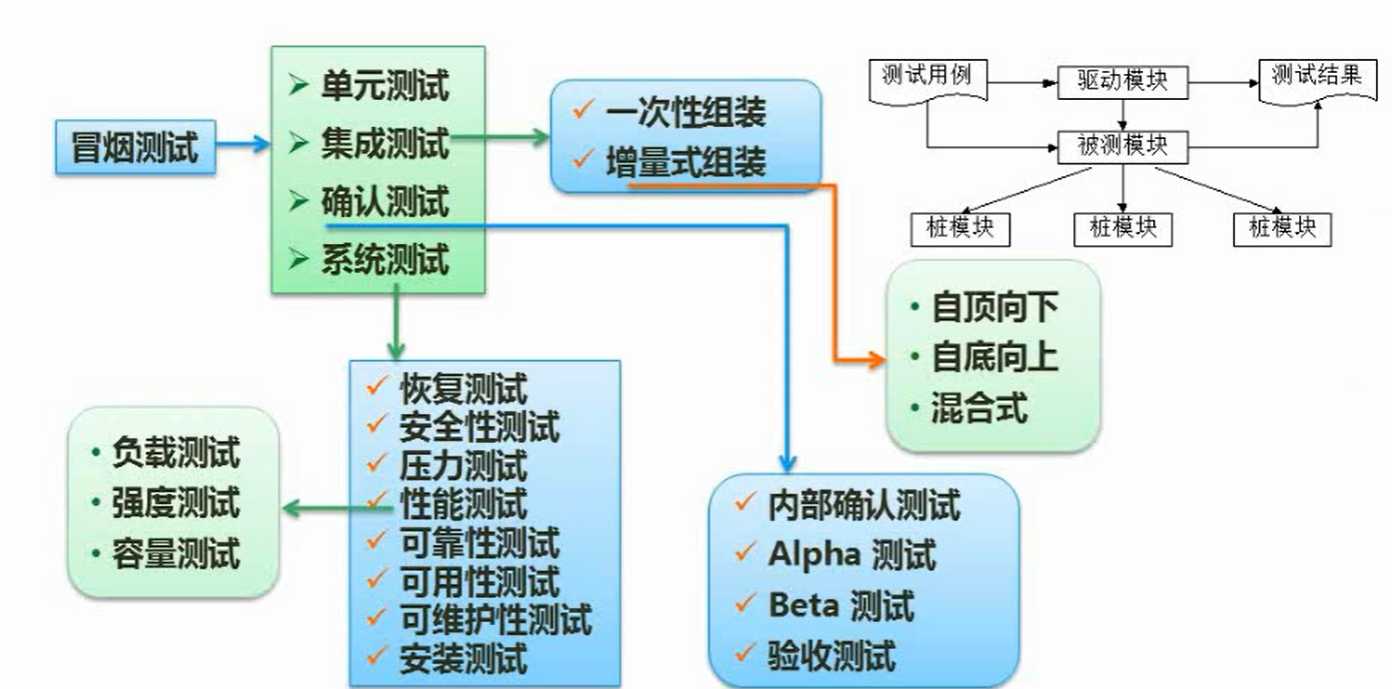 冒烟测试
单元测试
集成测试
确认测试
系统测试
一次性组装
增量式组装
测试用例
驱动模块
测试结果
被测模块
桩模块
桩模块
桩模块
自顶向下
自底向上
混合式
恢复测试
安全性测试
压力测试
性能测试
可靠性测试
可用性测试
可维护性测试
安装测试
负载测试
强度测试
容量测试
内部确认测试
Alpha 测试
Beta 测试
验收测试